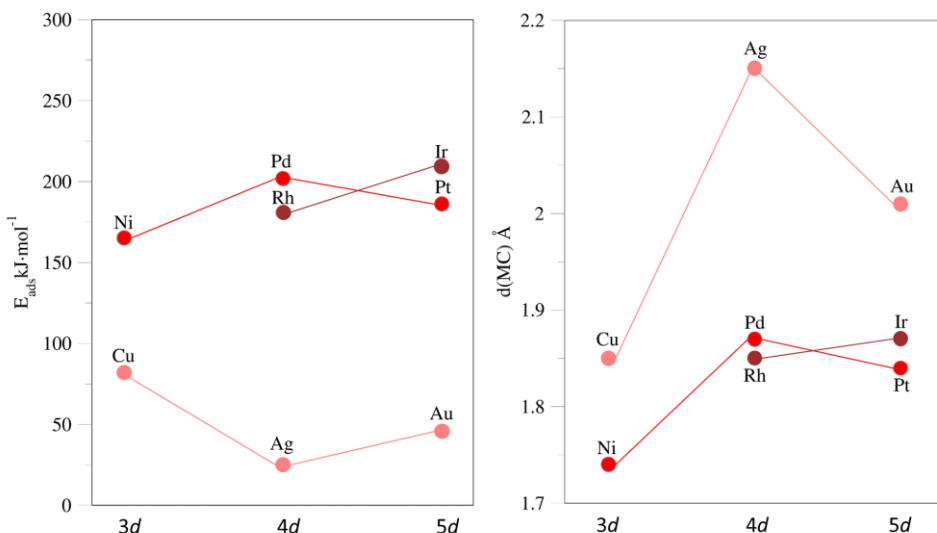 300
250
200
150
100
50
0
E_ads kJ·mol⁻¹
Ni
Pd
Rh
Ir
Pt
Cu
Ag
Au
3d
4d
5d
2.2
2.1
2
1.9
1.8
1.7
d(MC) Å
Ag
Au
Cu
Pd
Ir
Rh
Pt
Ni
3d
4d
5d